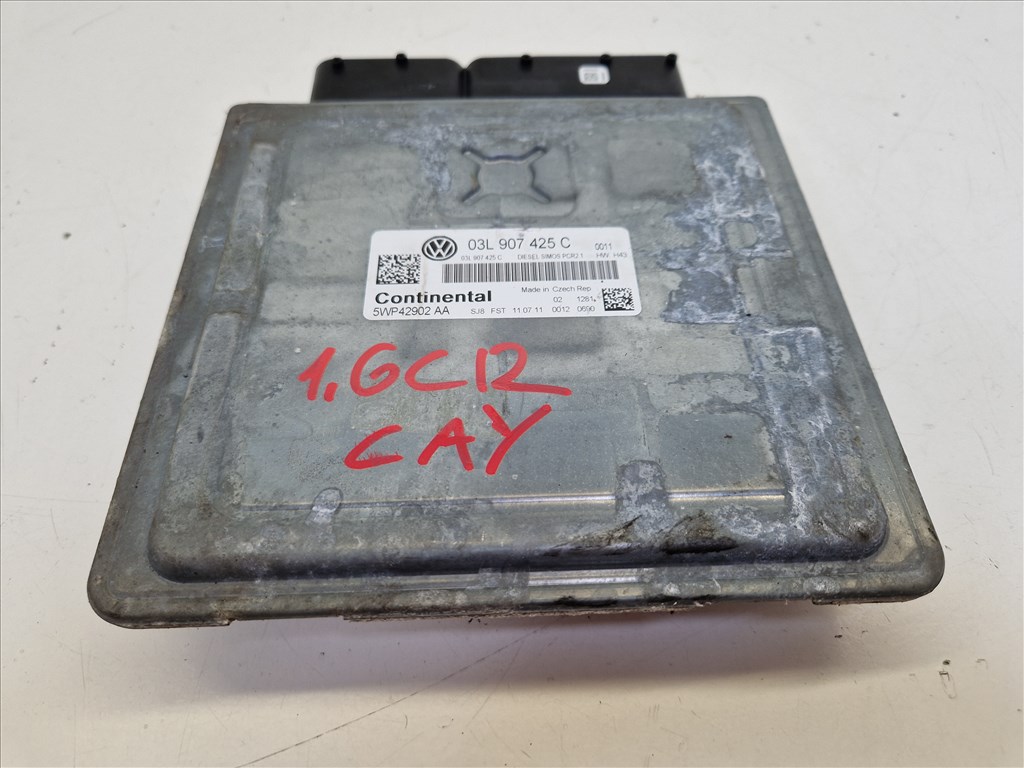 03L 907 425 C 0011
03L 907 425 C DIESEL SIMOS PCR2.1 HW: H43
Made in Czech Rep
Continental 02 1281
5WP42902 AA SJ8 FST 11.07.11 0012 0690
1,6CR
CAY